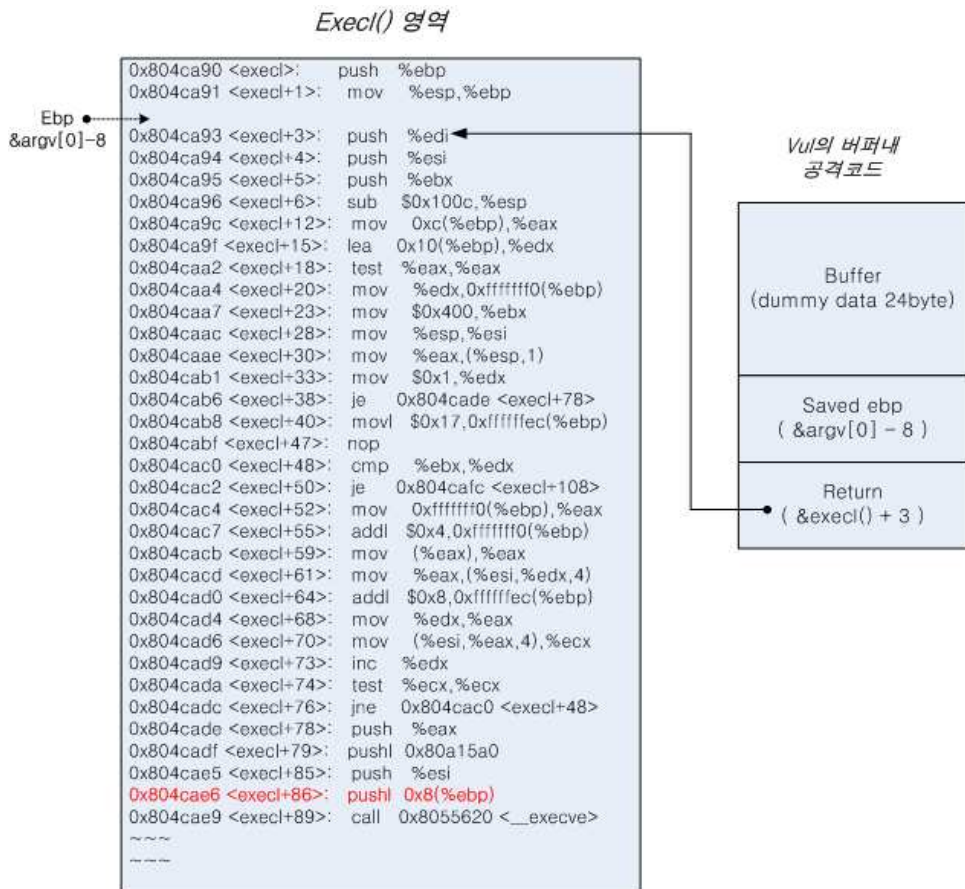 Execl() 영역
0x804ca90 <execl>: push %ebp
0x804ca91 <execl+1>: mov %esp,%ebp
Ebp
&argv[0]-8
0x804ca93 <execl+3>: push %edi
0x804ca94 <execl+4>: push %esi
0x804ca95 <execl+5>: push %ebx
0x804ca96 <execl+6>: sub $0x100c,%esp
0x804ca9c <execl+12>: mov 0xc(%ebp),%eax
0x804ca9f <execl+15>: lea 0x10(%ebp),%edx
0x804caa2 <execl+18>: test %eax,%eax
0x804caa4 <execl+20>: mov %edx,0xfffffff0(%ebp)
0x804caa7 <execl+23>: mov $0x400,%ebx
0x804caac <execl+28>: mov %esp,%esi
0x804caae <execl+30>: mov %eax,(%esp,1)
0x804cab1 <execl+33>: mov $0x1,%edx
0x804cab6 <execl+38>: je 0x804cade <execl+78>
0x804cab8 <execl+40>: movl $0x17,0xffffffec(%ebp)
0x804cabf <execl+47>: nop
0x804cac0 <execl+48>: cmp %ebx,%edx
0x804cac2 <execl+50>: je 0x804cafc <execl+108>
0x804cac4 <execl+52>: mov 0xfffffff0(%ebp),%eax
0x804cac7 <execl+55>: addl $0x4,0xfffffff0(%ebp)
0x804cacb <execl+59>: mov (%eax),%eax
0x804cacd <execl+61>: mov %eax,(%esi,%edx,4)
0x804cad0 <execl+64>: addl $0x8,0xffffffec(%ebp)
0x804cad4 <execl+68>: mov %edx,%eax
0x804cad6 <execl+70>: mov (%esi,%eax,4),%ecx
0x804cad9 <execl+73>: inc %edx
0x804cada <execl+74>: test %ecx,%ecx
0x804cadc <execl+76>: jne 0x804cac0 <execl+48>
0x804cade <execl+78>: push %eax
0x804cadf <execl+79>: pushl 0x80a15a0
0x804cae5 <execl+85>: push %esi
0x804cae6 <execl+86>: pushl 0x8(%ebp)
0x804cae9 <execl+89>: call 0x8055620 <__execve>
~~~
~~~
Vul의 버퍼내
공격코드
Buffer
(dummy data 24byte)
Saved ebp
( &argv[0] - 8 )
Return
( &execl() + 3 )